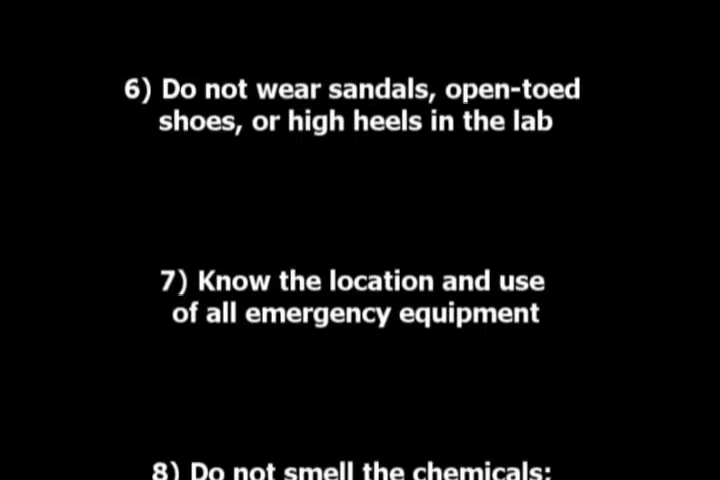 6) Do not wear sandals, open-toed
shoes, or high heels in the lab
7) Know the location and use
of all emergency equipment
8) Do not smell the chemicals;